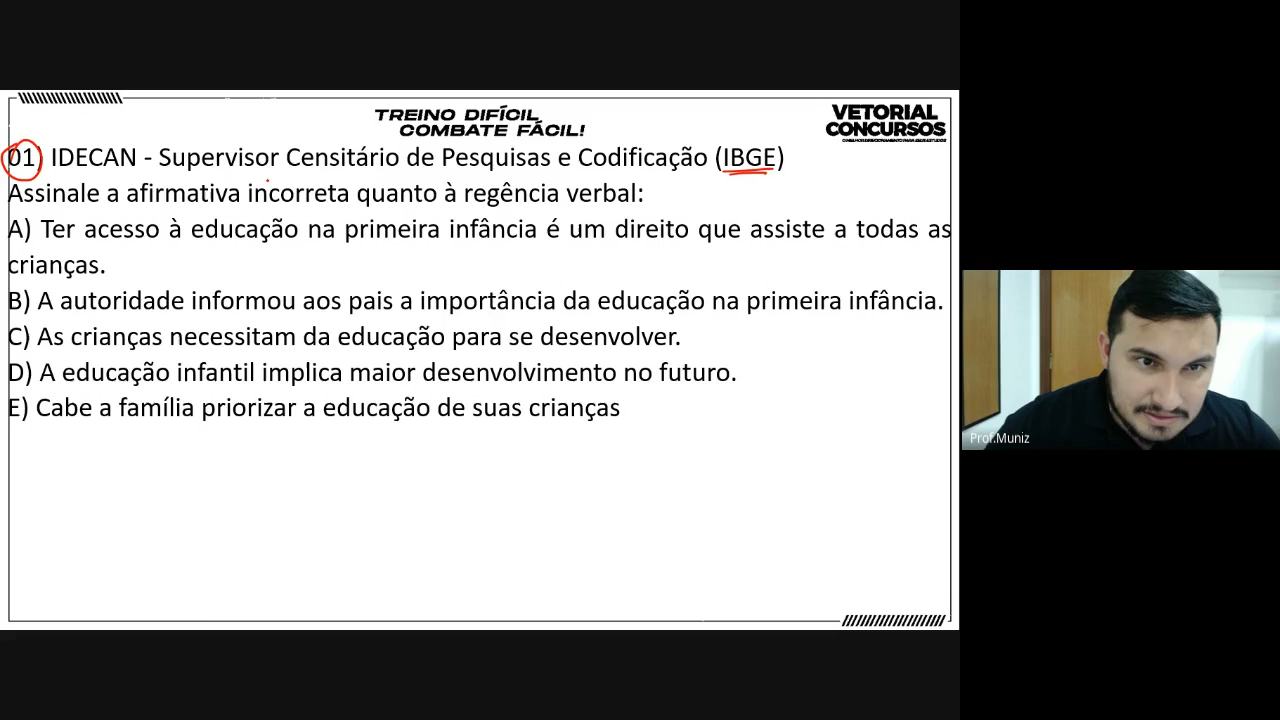 TREINO DIFÍCIL
COMBATE FÁCIL!
VETORIAL
CONCURSOS
01) IDECAN - Supervisor Censitário de Pesquisas e Codificação (IBGE)
Assinale a afirmativa incorreta quanto à regência verbal:
A) Ter acesso à educação na primeira infância é um direito que assiste a todas as
crianças.
B) A autoridade informou aos pais a importância da educação na primeira infância.
C) As crianças necessitam da educação para se desenvolver.
D) A educação infantil implica maior desenvolvimento no futuro.
E) Cabe a família priorizar a educação de suas crianças
Prof.Muniz